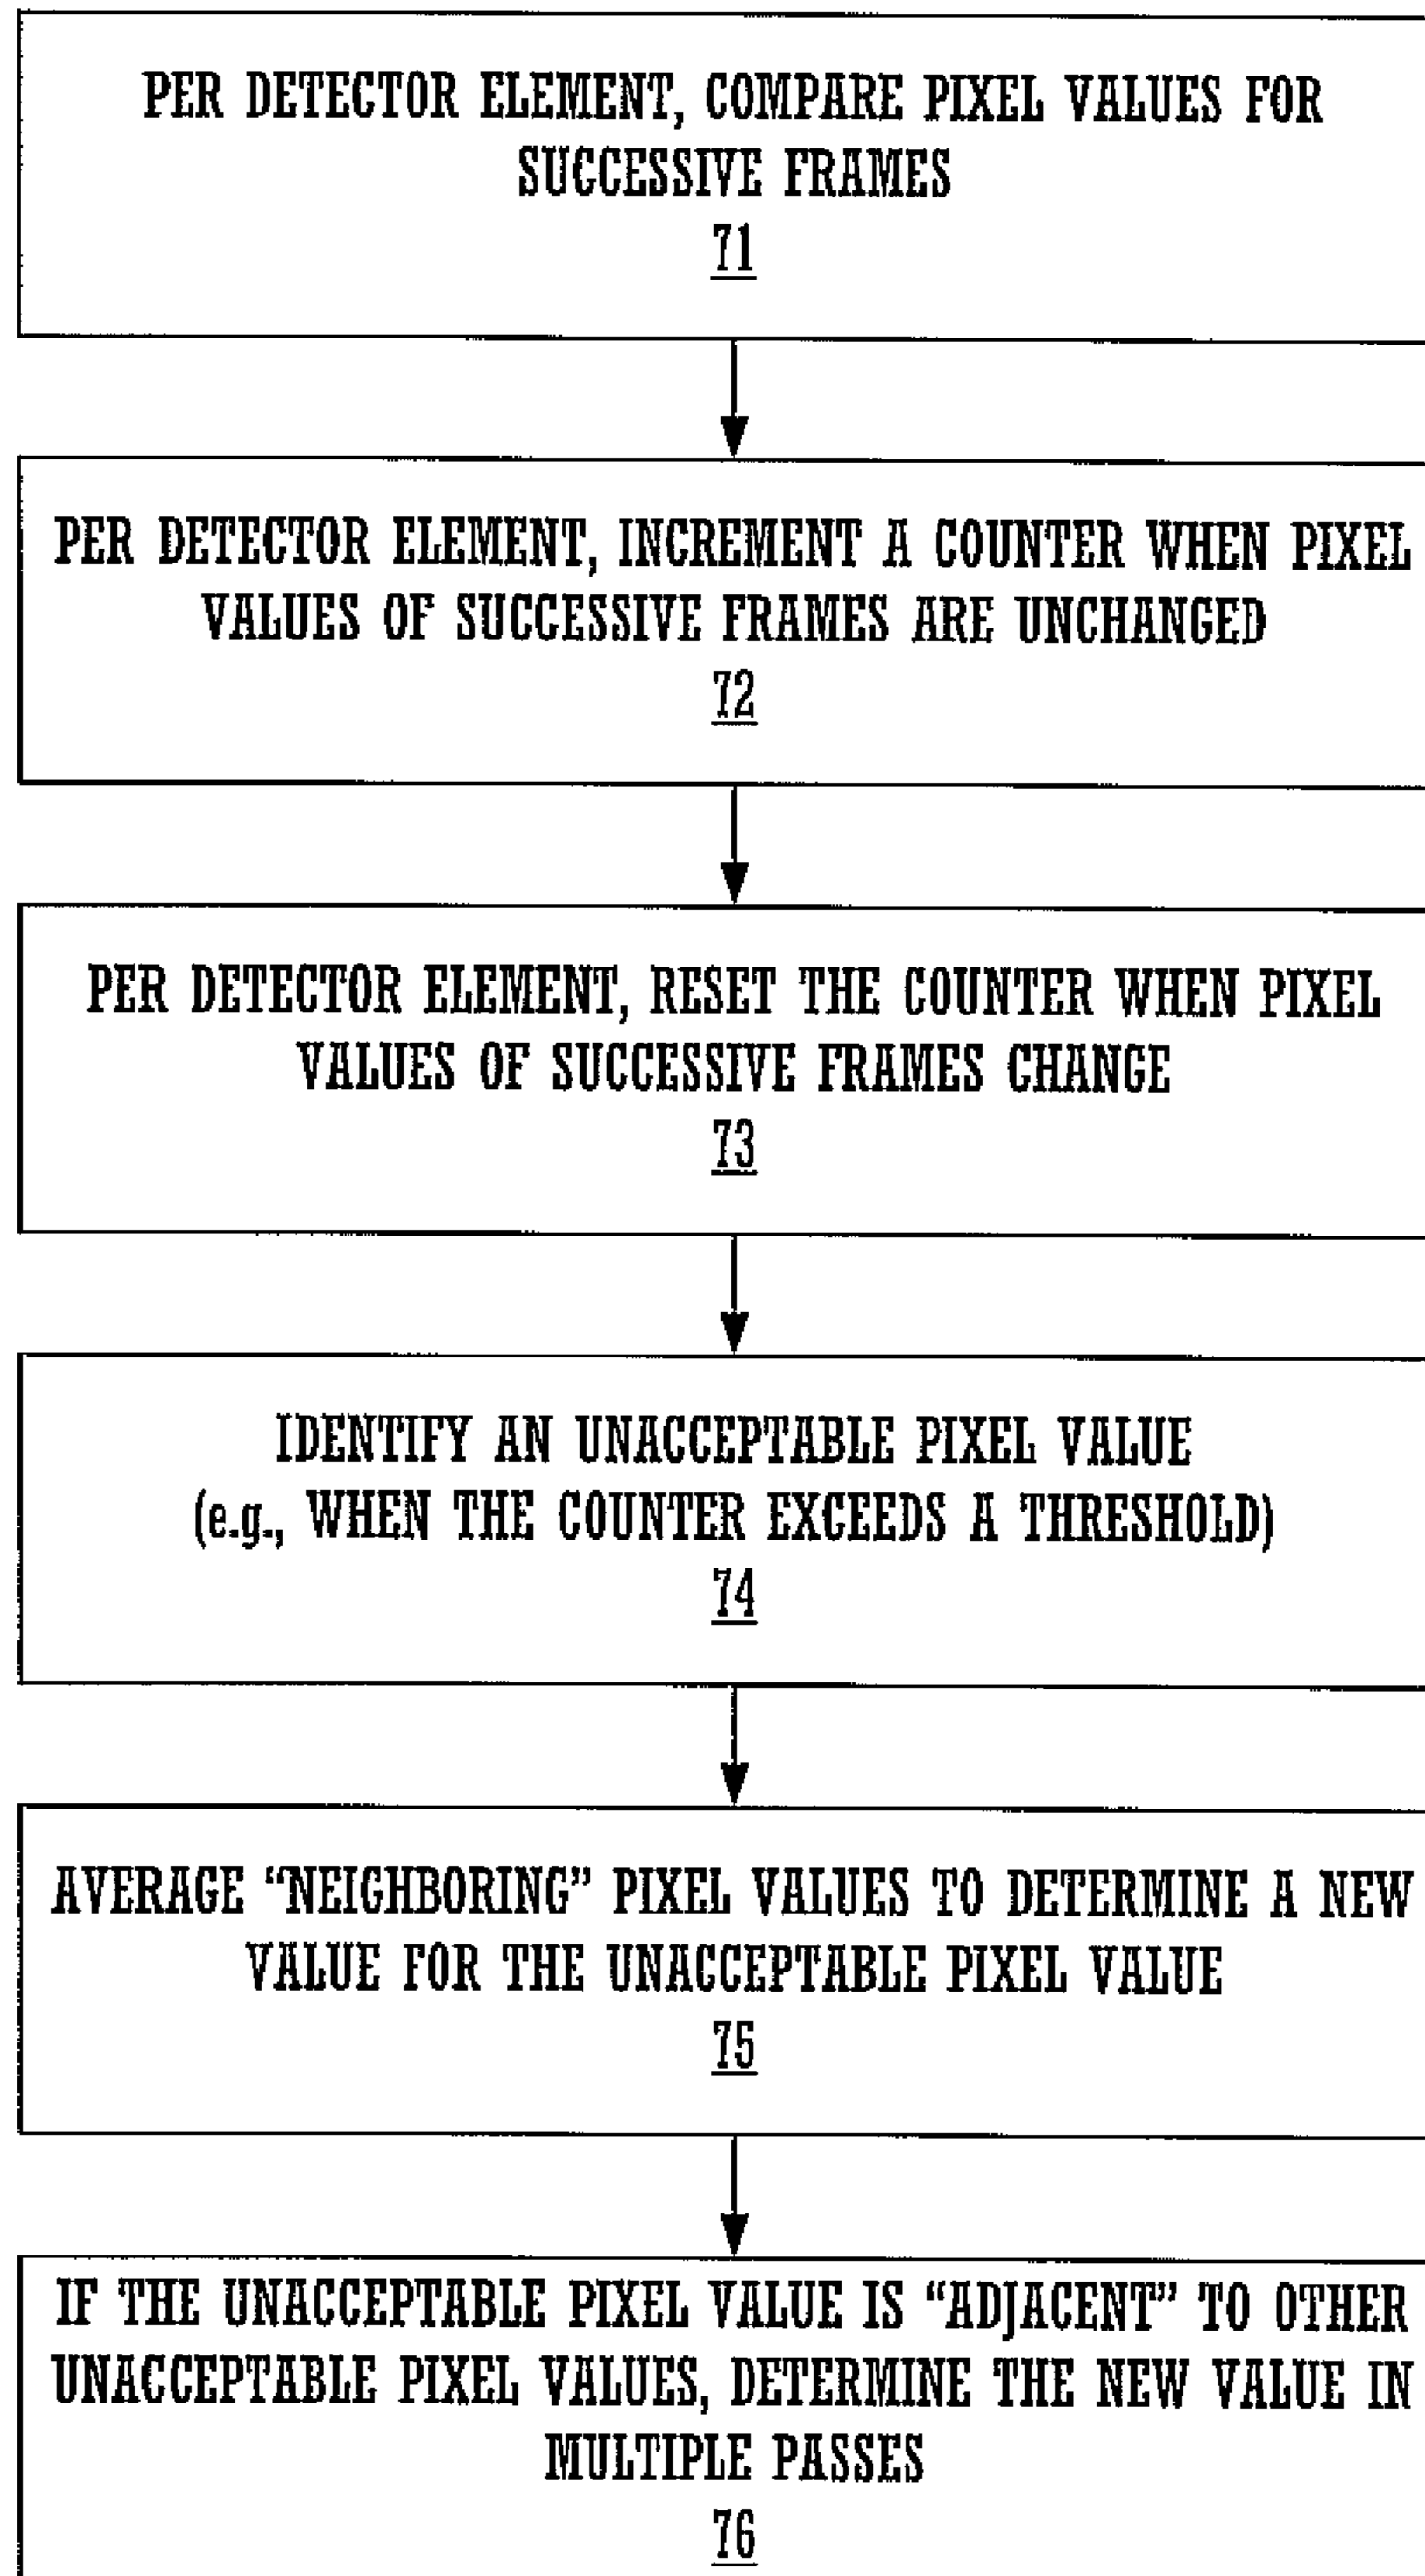 PER DETECTOR ELEMENT, COMPARE PIXEL VALUES FOR
SUCCESSIVE FRAMES
71
PER DETECTOR ELEMENT, INCREMENT A COUNTER WHEN PIXEL
VALUES OF SUCCESSIVE FRAMES ARE UNCHANGED
72
PER DETECTOR ELEMENT, RESET THE COUNTER WHEN PIXEL
VALUES OF SUCCESSIVE FRAMES CHANGE
73
IDENTIFY AN UNACCEPTABLE PIXEL VALUE
(e.g., WHEN THE COUNTER EXCEEDS A THRESHOLD)
74
AVERAGE “NEIGHBORING” PIXEL VALUES TO DETERMINE A NEW
VALUE FOR THE UNACCEPTABLE PIXEL VALUE
75
IF THE UNACCEPTABLE PIXEL VALUE IS “ADJACENT” TO OTHER
UNACCEPTABLE PIXEL VALUES, DETERMINE THE NEW VALUE IN
MULTIPLE PASSES
76